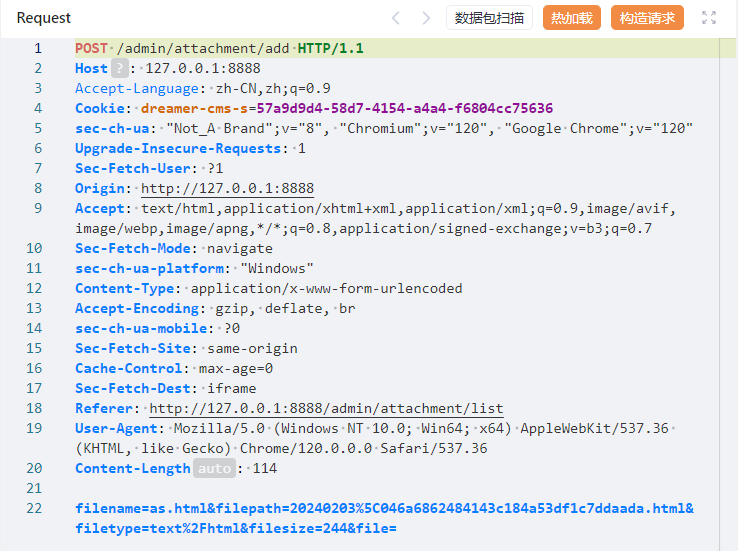 Request
数据包扫描
热加载
构造请求
1 POST /admin/attachment/add HTTP/1.1
2 Host ? : 127.0.0.1:8888
3 Accept-Language: zh-CN,zh;q=0.9
4 Cookie: dreamer-cms-s=57a9d9d4-58d7-4154-a4a4-f6804cc75636
5 sec-ch-ua: "Not_A Brand";v="8", "Chromium";v="120", "Google Chrome";v="120"
6 Upgrade-Insecure-Requests: 1
7 Sec-Fetch-User: ?1
8 Origin: http://127.0.0.1:8888
9 Accept: text/html,application/xhtml+xml,application/xml;q=0.9,image/avif,
image/webp,image/apng,*/*;q=0.8,application/signed-exchange;v=b3;q=0.7
10 Sec-Fetch-Mode: navigate
11 sec-ch-ua-platform: "Windows"
12 Content-Type: application/x-www-form-urlencoded
13 Accept-Encoding: gzip, deflate, br
14 sec-ch-ua-mobile: ?0
15 Sec-Fetch-Site: same-origin
16 Cache-Control: max-age=0
17 Sec-Fetch-Dest: iframe
18 Referer: http://127.0.0.1:8888/admin/attachment/list
19 User-Agent: Mozilla/5.0 (Windows NT 10.0; Win64; x64) AppleWebKit/537.36
(KHTML, like Gecko) Chrome/120.0.0.0 Safari/537.36
20 Content-Length auto : 114
21
22 filename=as.html&filepath=20240203%5C046a6862484143c184a53df1c7ddaada.html&
filetype=text%2Fhtml&filesize=244&file=